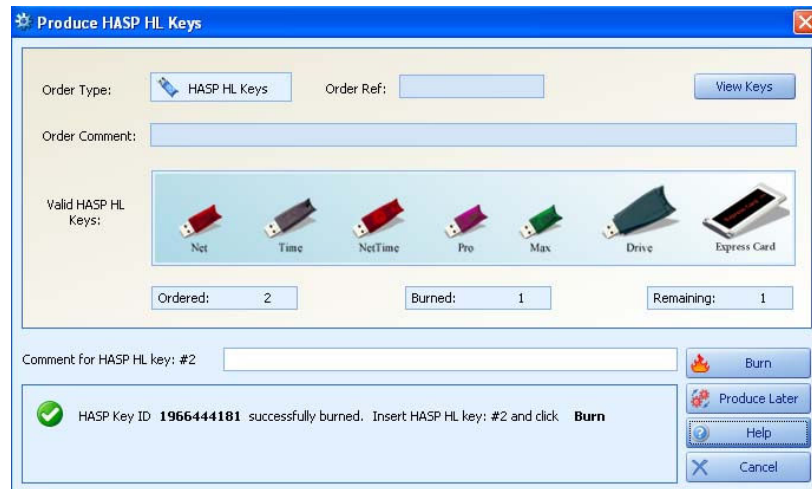 Produce HASP HL Keys
Order Type: HASP HL Keys Order Ref: View Keys
Order Comment:
Valid HASP HL
Keys:
Net Time NetTime Pro Max Drive Express Card
Ordered: 2 Burned: 1 Remaining: 1
Comment for HASP HL key: #2
Burn
Produce Later
HASP Key ID 1966444181 successfully burned. Insert HASP HL key: #2 and click Burn
Help
Cancel